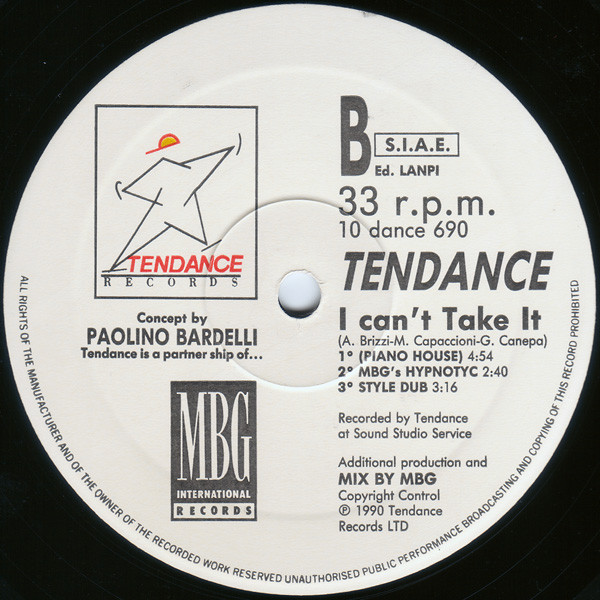 TENDANCE
RECORDS
Concept by
PAOLINO BARDELLI
Tendance is a partner ship of...
MBG
INTERNATIONAL
RECORDS
B
S.I.A.E.
Ed. LANPI
33 r.p.m.
10 dance 690
TENDANCE
I can't Take It
(A. Brizzi-M. Capaccioni-G. Canepa)
1° (PIANO HOUSE) 4:54
2° MBG's HYPNOTYC 2:40
3° STYLE DUB 3:16
Recorded by Tendance
at Sound Studio Service
Additional production and
MIX BY MBG
Copyright Control
℗ 1990 Tendance
Records LTD
ALL RIGHTS OF THE MANUFACTURER AND OF THE OWNER OF THE RECORDED WORK RESERVED UNAUTHORISED PUBLIC PERFORMANCE BROADCASTING AND COPYING OF THIS RECORD PROHIBITED